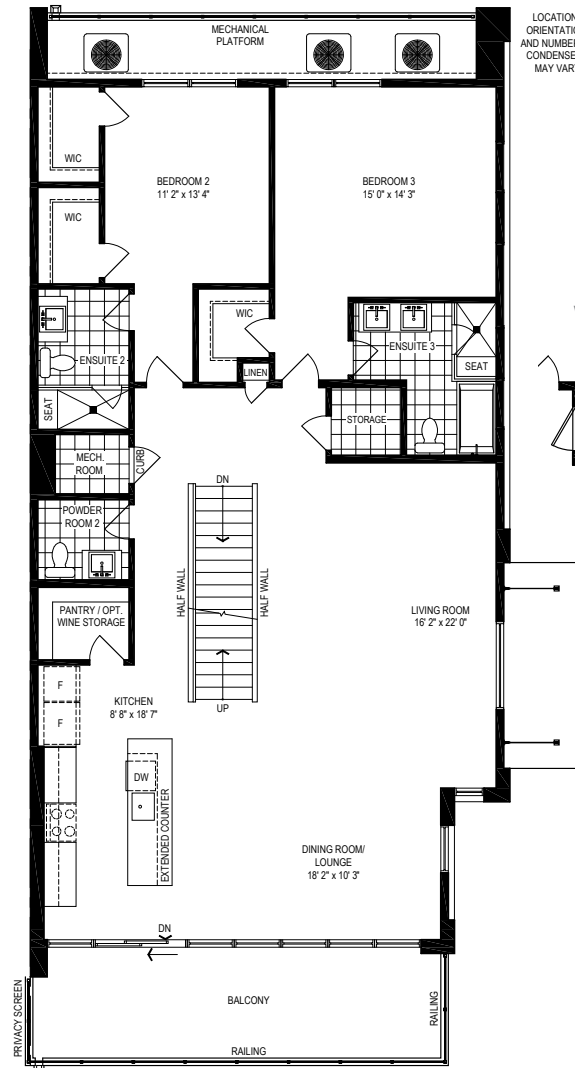 MECHANICAL
PLATFORM
LOCATION
ORIENTATIO
AND NUMBER
CONDENSE
MAY VAR
WIC
BEDROOM 2
11' 2" x 13' 4"
BEDROOM 3
15' 0" x 14' 3"
WIC
WIC
ENSUITE 2
ENSUITE 3
SEAT
LINEN
SEAT
STORAGE
MECH.
ROOM
CURB
DN
POWDER
ROOM 2
HALF WALL
HALF WALL
LIVING ROOM
16' 2" x 22' 0"
PANTRY / OPT.
WINE STORAGE
F
F
KITCHEN
8' 8" x 18' 7"
UP
DW
EXTENDED COUNTER
DINING ROOM/
LOUNGE
18' 2" x 10' 3"
DN
PRIVACY SCREEN
BALCONY
RAILING
RAILING